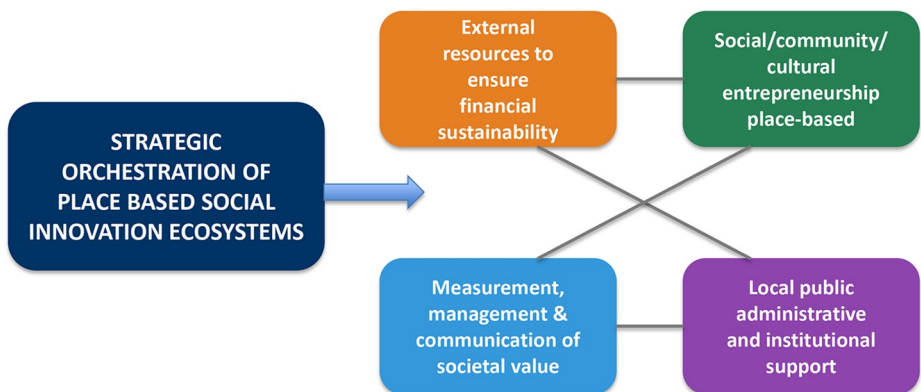 STRATEGIC
ORCHESTRATION OF
PLACE BASED SOCIAL
INNOVATION ECOSYSTEMS
External
resources to
ensure
financial
sustainability
Social/community/
cultural
entrepreneurship
place-based
Measurement,
management &
communication of
societal value
Local public
administrative
and institutional
support